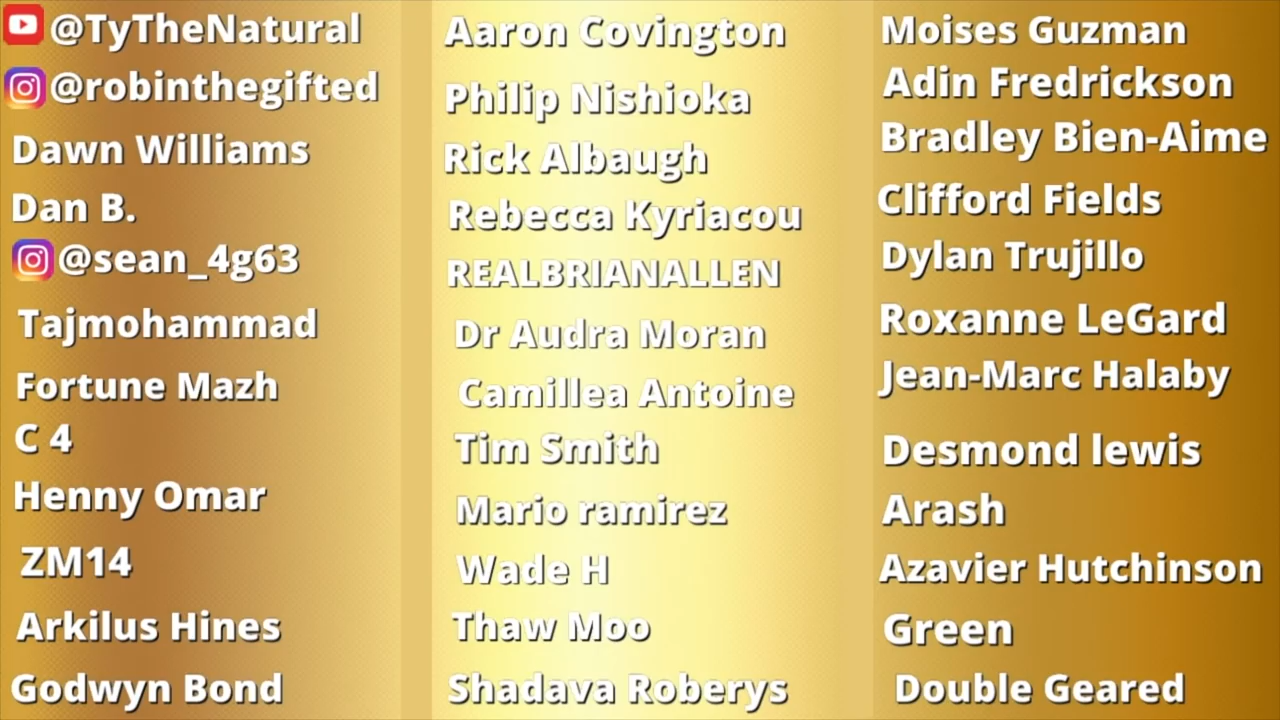 @TyTheNatural
@robinthegifted
Dawn Williams
Dan B.
@sean_4g63
Tajmohammad
Fortune Mazh
C 4
Henny Omar
ZM14
Arkilus Hines
Godwyn Bond
Aaron Covington
Philip Nishioka
Rick Albaugh
Rebecca Kyriacou
REALBRIANALLEN
Dr Audra Moran
Camillea Antoine
Tim Smith
Mario ramirez
Wade H
Thaw Moo
Shadava Roberys
Moises Guzman
Adin Fredrickson
Bradley Bien-Aime
Clifford Fields
Dylan Trujillo
Roxanne LeGard
Jean-Marc Halaby
Desmond lewis
Arash
Azavier Hutchinson
Green
Double Geared